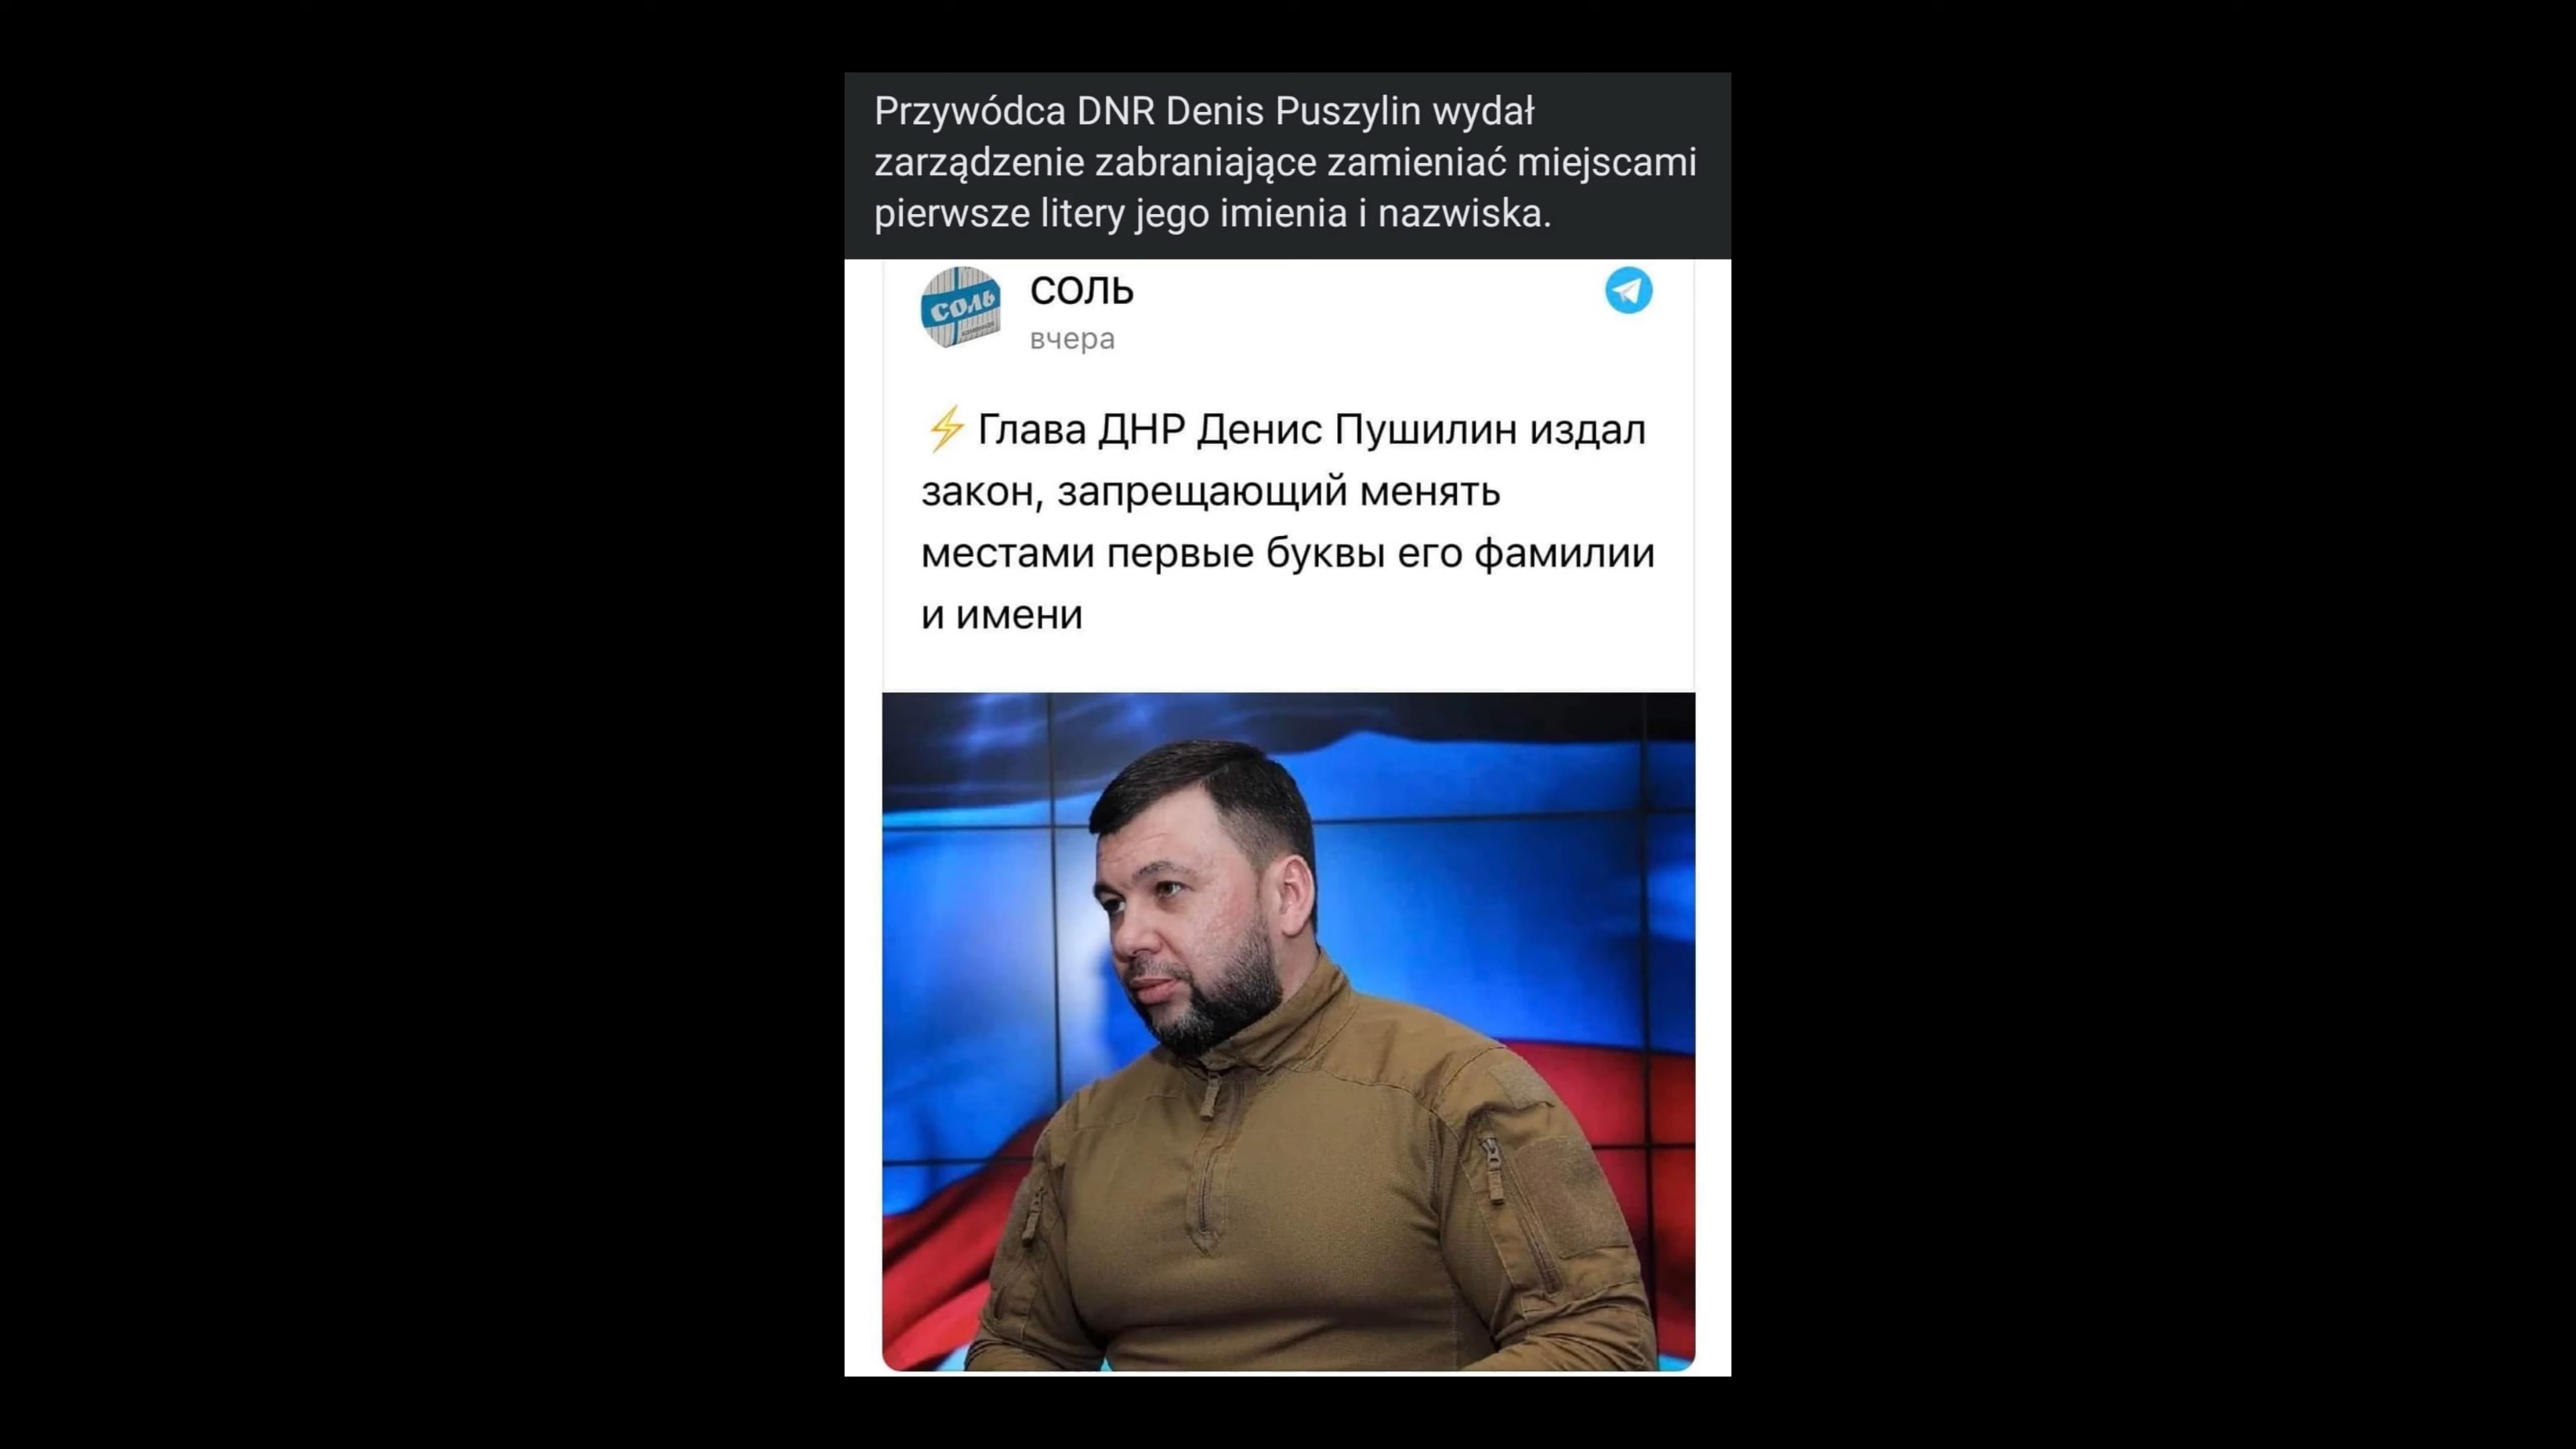 Przywódca DNR Denis Puszylin wydał
zarządzenie zabraniające zamieniać miejscami
pierwsze litery jego imienia i nazwiska.
СОЛЬ
СОЛЬ
вчера
⚡ Глава ДНР Денис Пушилин издал
закон, запрещающий менять
местами первые буквы его фамилии
и имени